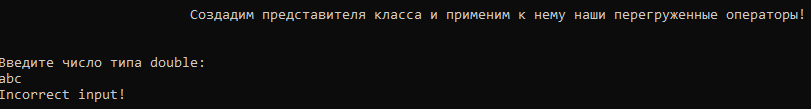 Создадим представителя класса и применим к нему наши перегруженные операторы!
Введите число типа double:
abc
Incorrect input!